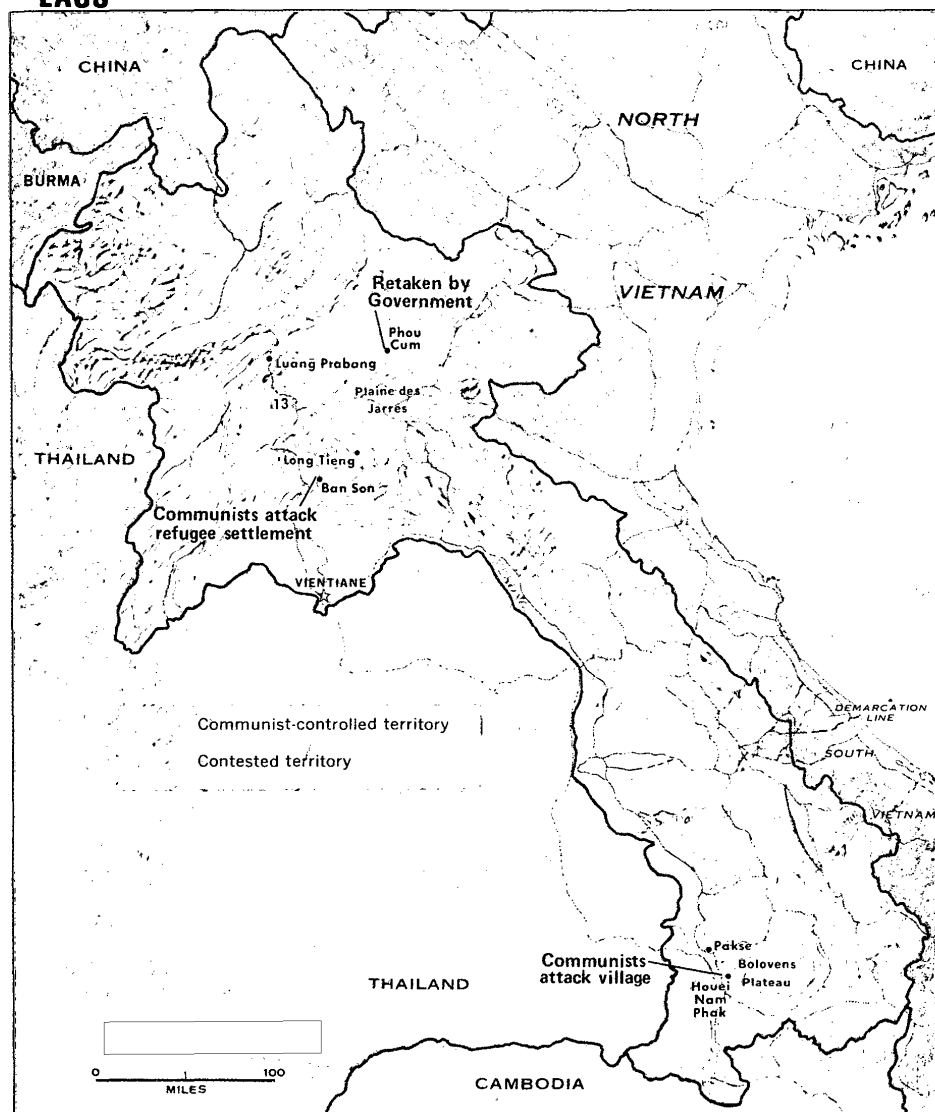 LAOS
CHINA
CHINA
NORTH
BURMA
VIETNAM
Retaken by
Government
Phou
Cum
Luang Prabang
Plaine des
Jarres
13
THAILAND
Long Tieng
Ban Son
Communists attack
refugee settlement
VIENTIANE
Communist-controlled territory
Contested territory
DEMARCATION
LINE
SOUTH
VIETNAM
Communists
attack village
Pakse
Bolovens
Plateau
Houei
Nam
Phak
THAILAND
0 100
MILES
CAMBODIA